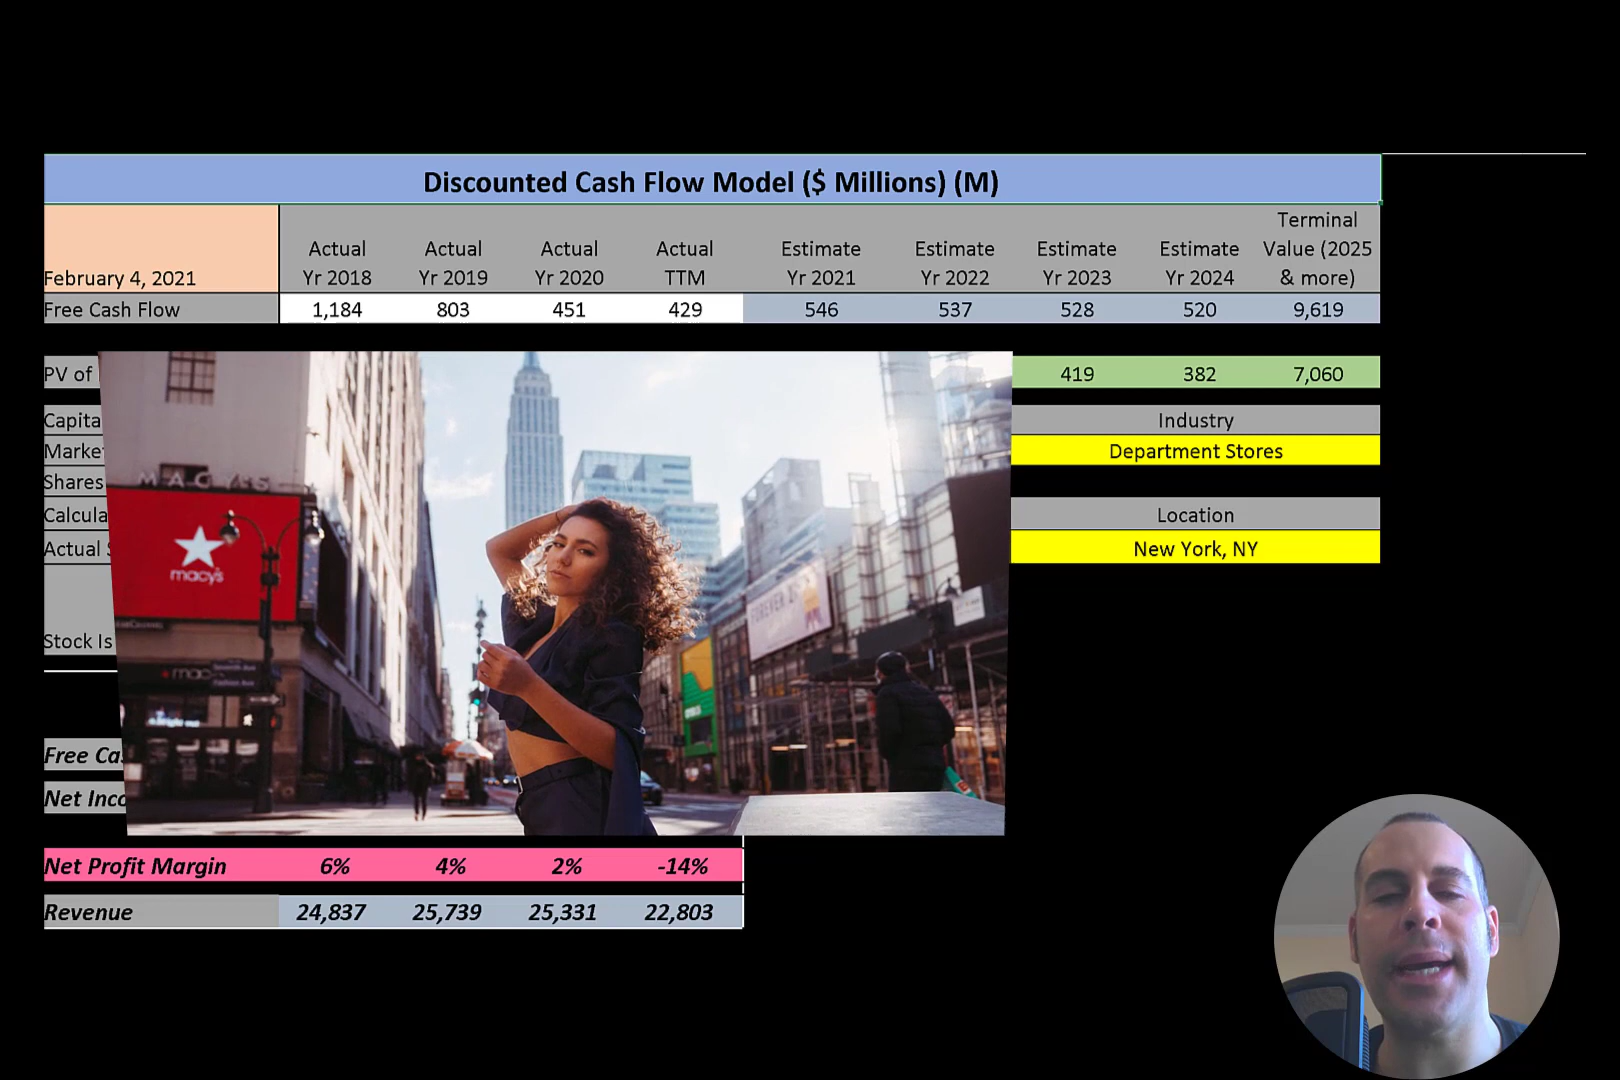 Discounted Cash Flow Model ($ Millions) (M)
February 4, 2021
Actual Yr 2018
Actual Yr 2019
Actual Yr 2020
Actual TTM
Estimate Yr 2021
Estimate Yr 2022
Estimate Yr 2023
Estimate Yr 2024
Terminal Value (2025 & more)
Free Cash Flow 1,184 803 451 429 546 537 528 520 9,619
PV of 419 382 7,060
Capita
Industry
Marke
Department Stores
Shares
Calcula
Location
Actual
New York, NY
Stock Is
MACYS
macy's
FOREVER 21
Free Ca
Net Inco
Net Profit Margin 6% 4% 2% -14%
Revenue 24,837 25,739 25,331 22,803